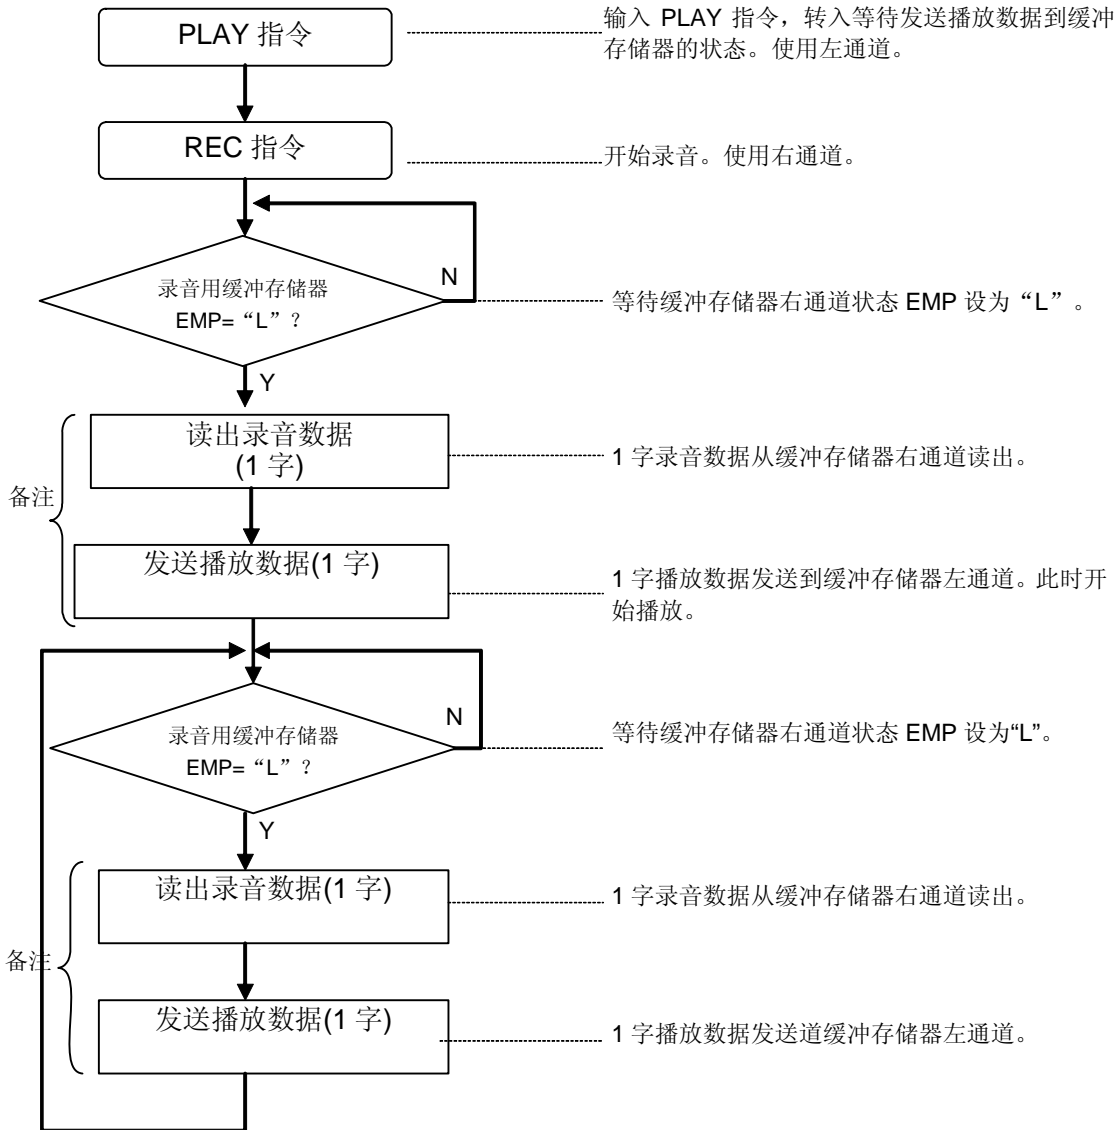 PLAY 指令
输入 PLAY 指令，转入等待发送播放数据到缓冲
存储器的状态。使用左通道。
REC 指令
开始录音。使用右通道。
N
录音用缓冲存储器
EMP= “L” ？
等待缓冲存储器右通道状态 EMP 设为“L”。
Y
读出录音数据
(1 字)
1 字录音数据从缓冲存储器右通道读出。
备注
发送播放数据(1 字)
1 字播放数据发送到缓冲存储器左通道。此时开
始播放。
N
录音用缓冲存储器
EMP= “L” ？
等待缓冲存储器右通道状态 EMP 设为“L”。
Y
读出录音数据(1 字)
1 字录音数据从缓冲存储器右通道读出。
备注
发送播放数据(1 字)
1 字播放数据发送道缓冲存储器左通道。